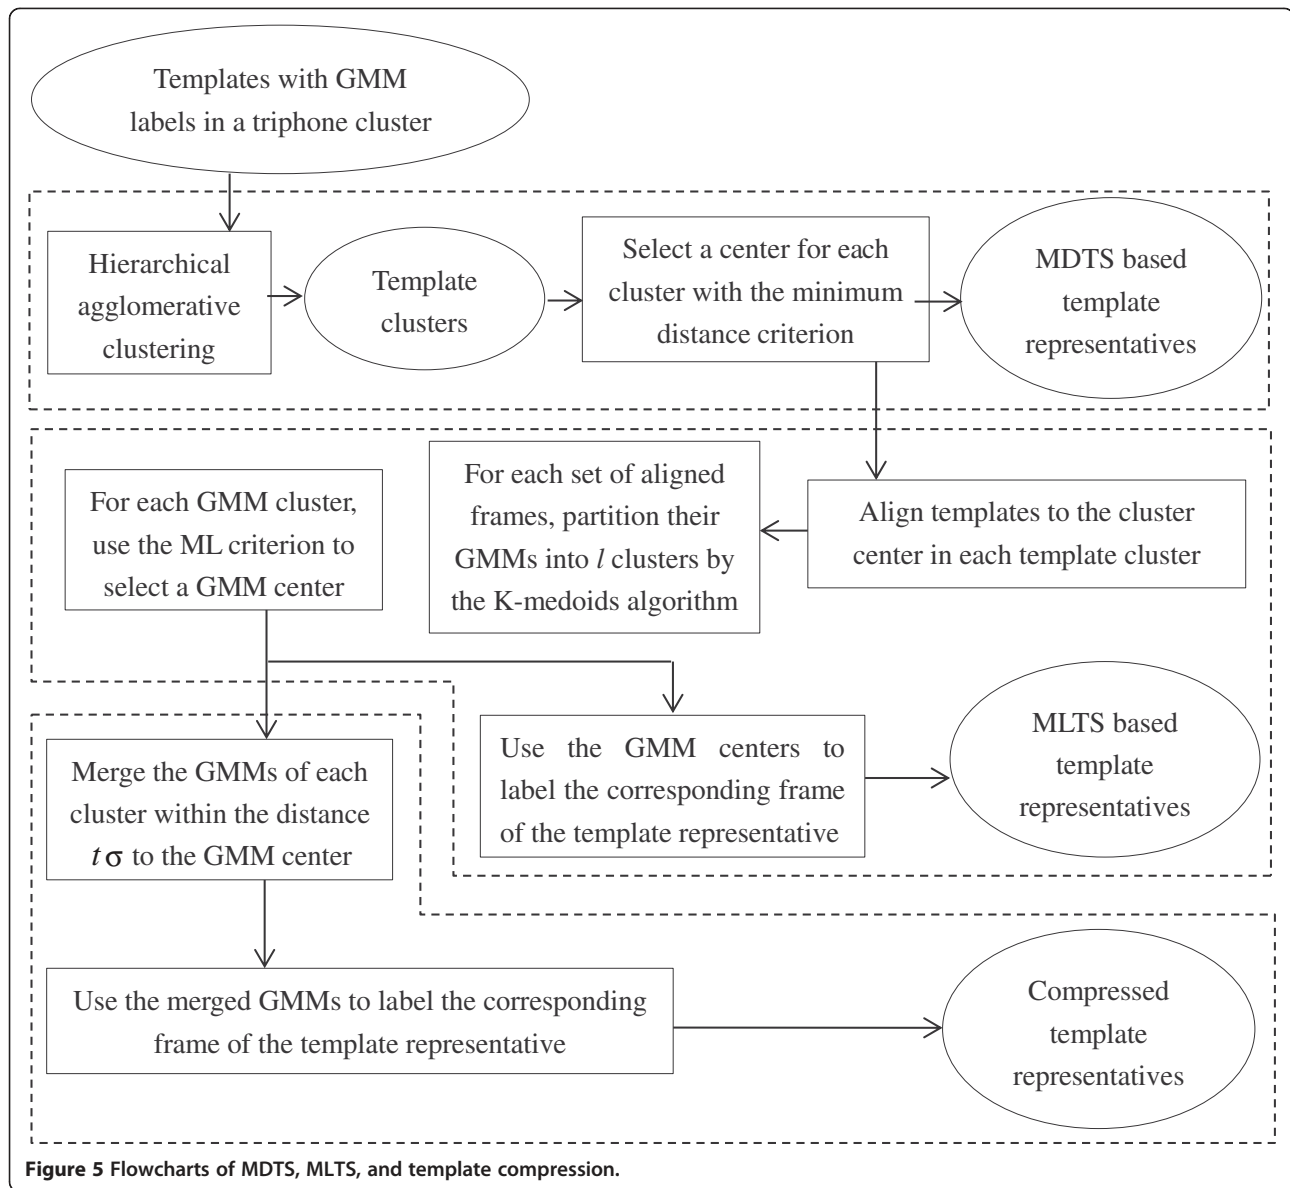 Templates with GMM
labels in a triphone cluster
Hierarchical
agglomerative
clustering
Template
clusters
Select a center for each
cluster with the minimum
distance criterion
MDTS based
template
representatives
For each GMM cluster,
use the ML criterion to
select a GMM center
For each set of aligned
frames, partition their
GMMs into l clusters by
the K-medoids algorithm
Align templates to the cluster
center in each template cluster
Merge the GMMs of each
cluster within the distance
tσ to the GMM center
Use the GMM centers to
label the corresponding frame
of the template representative
MLTS based
template
representatives
Use the merged GMMs to label the corresponding
frame of the template representative
Compressed
template
representatives
Figure 5 Flowcharts of MDTS, MLTS, and template compression.